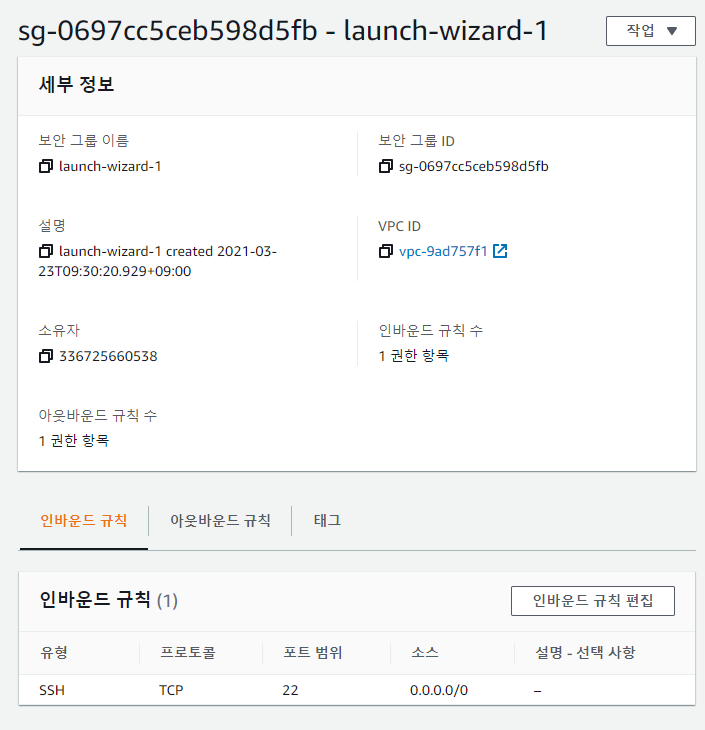 sg-0697cc5ceb598d5fb - launch-wizard-1
작업
세부 정보
보안 그룹 이름
launch-wizard-1
보안 그룹 ID
sg-0697cc5ceb598d5fb
설명
launch-wizard-1 created 2021-03-
23T09:30:20.929+09:00
VPC ID
vpc-9ad757f1
소유자
336725660538
인바운드 규칙 수
1 권한 항목
아웃바운드 규칙 수
1 권한 항목
인바운드 규칙 아웃바운드 규칙 태그
인바운드 규칙 (1)
인바운드 규칙 편집
유형 프로토콜 포트 범위 소스 설명 - 선택 사항
SSH TCP 22 0.0.0.0/0 –